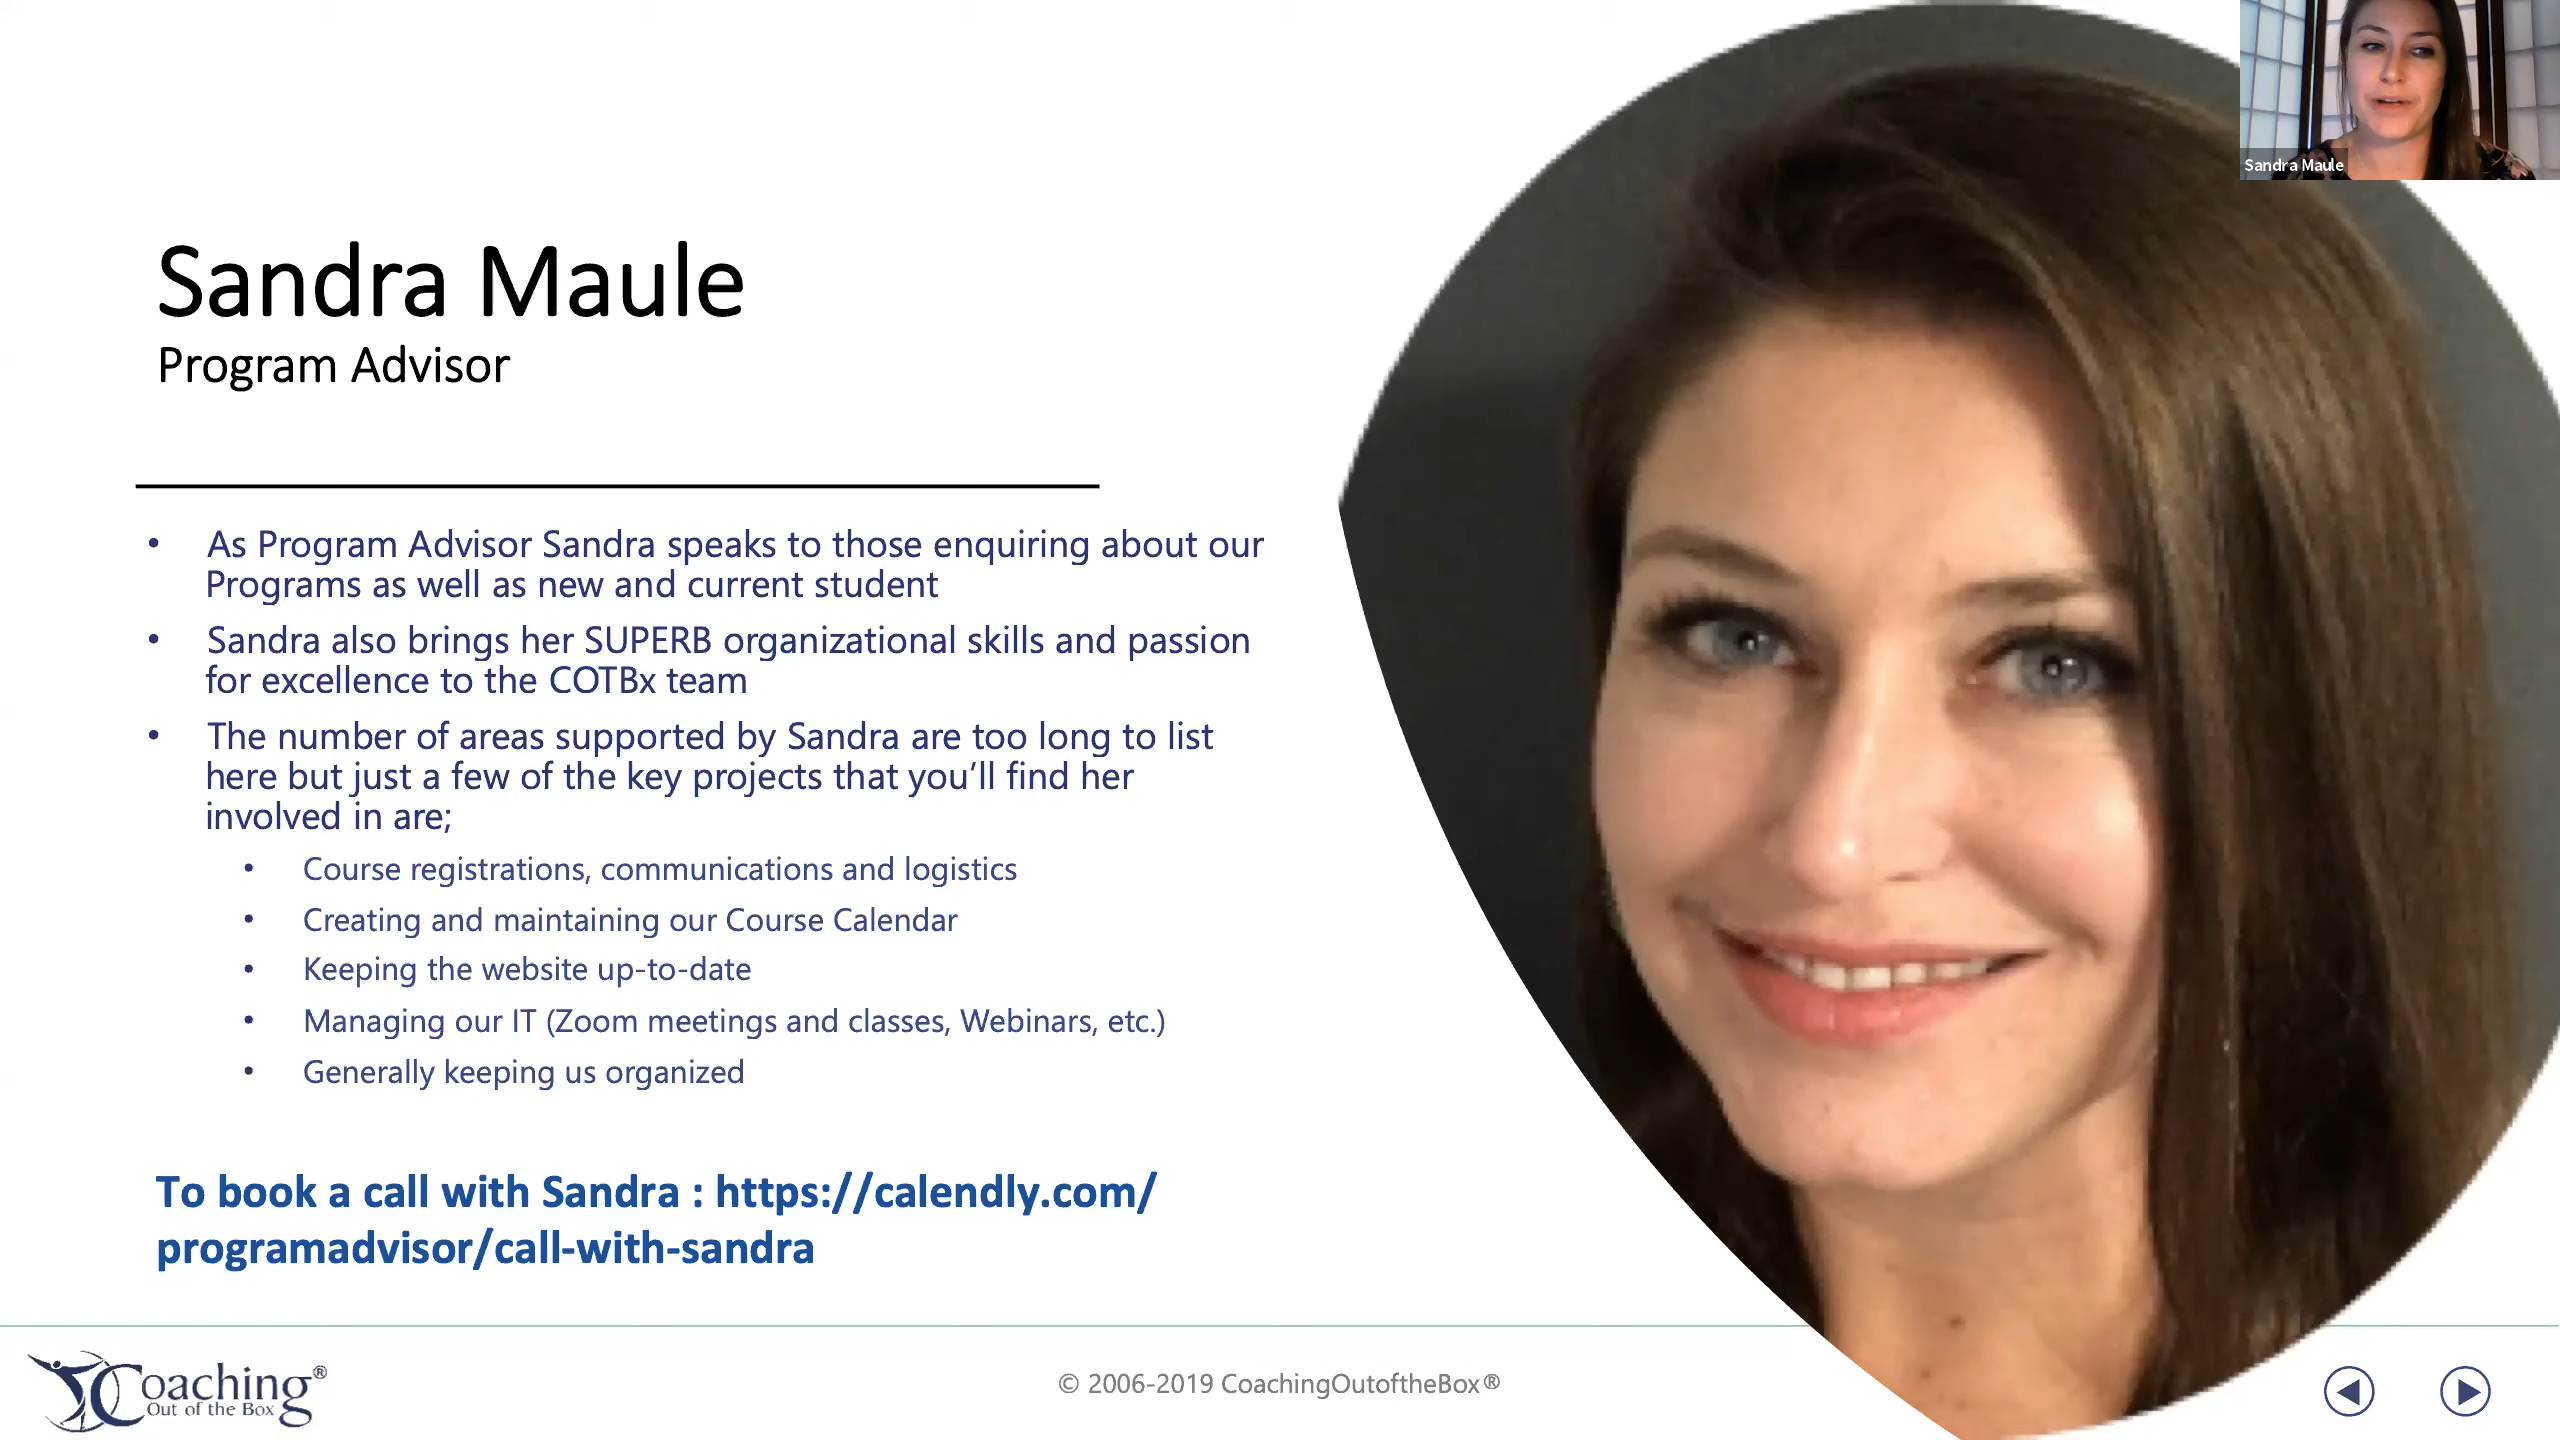 Sandra Maule
Sandra Maule
Program Advisor
• As Program Advisor Sandra speaks to those enquiring about our
Programs as well as new and current student
• Sandra also brings her SUPERB organizational skills and passion
for excellence to the COTBx team
• The number of areas supported by Sandra are too long to list
here but just a few of the key projects that you’ll find her
involved in are;
• Course registrations, communications and logistics
• Creating and maintaining our Course Calendar
• Keeping the website up-to-date
• Managing our IT (Zoom meetings and classes, Webinars, etc.)
• Generally keeping us organized
To book a call with Sandra : https://calendly.com/
programadvisor/call-with-sandra
Coaching®
Out of the Box
© 2006-2019 CoachingOutoftheBox®